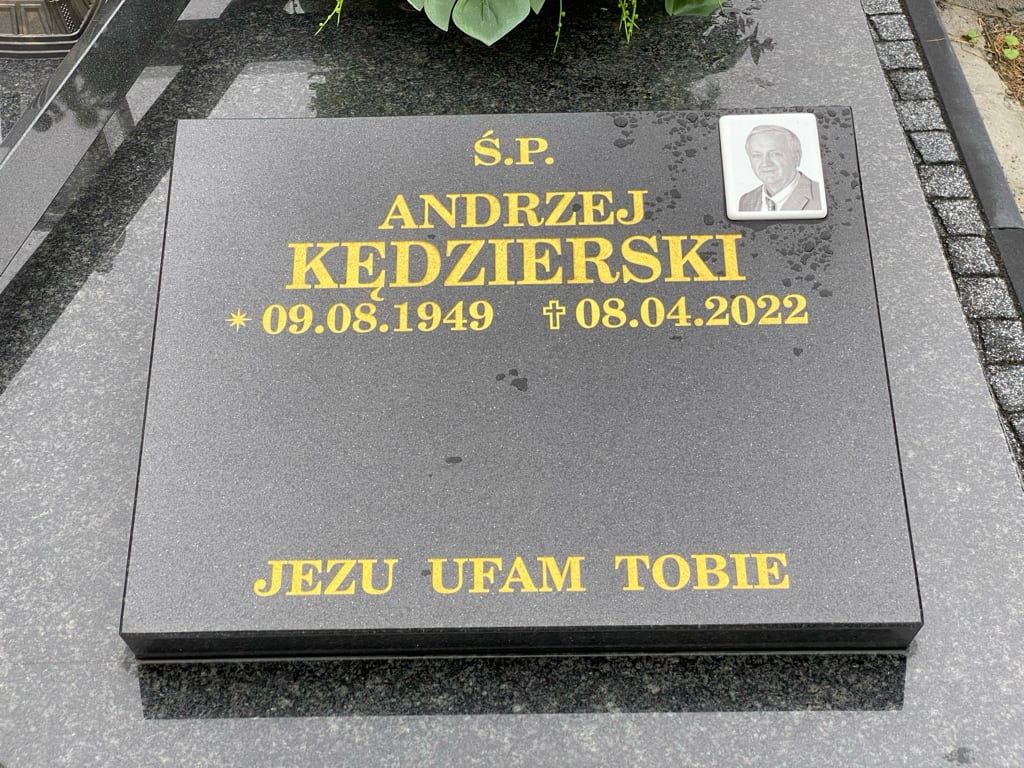 Ś.P.
ANDRZEJ
KĘDZIERSKI
✴ 09.08.1949 ✝ 08.04.2022
JEZU UFAM TOBIE